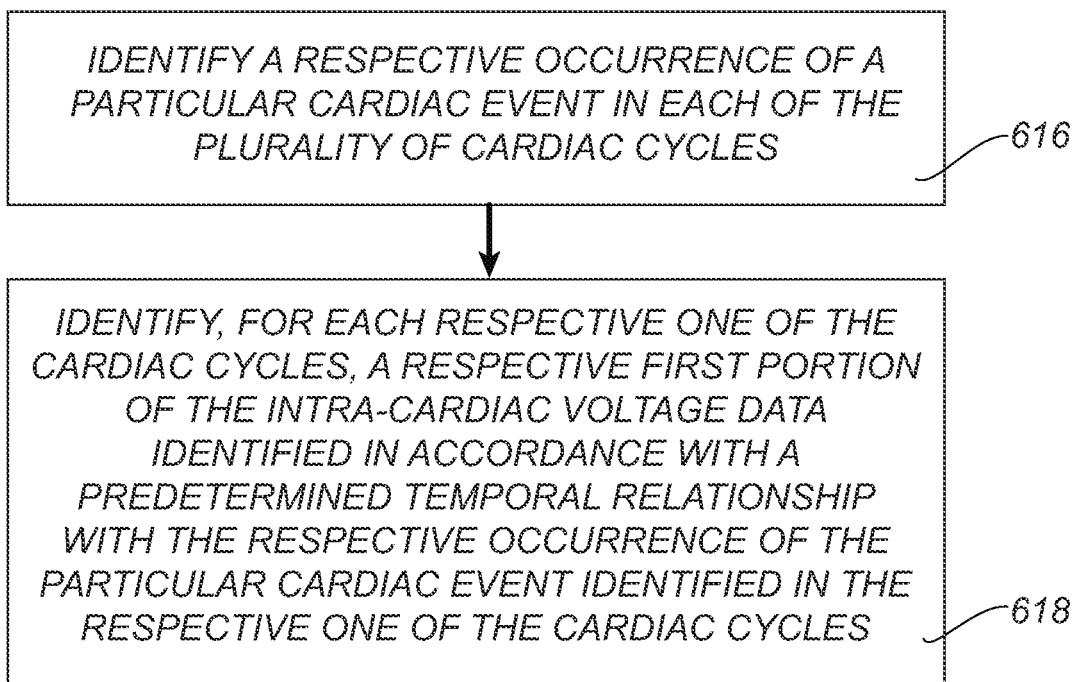 IDENTIFY A RESPECTIVE OCCURRENCE OF A
PARTICULAR CARDIAC EVENT IN EACH OF THE
PLURALITY OF CARDIAC CYCLES
616
IDENTIFY, FOR EACH RESPECTIVE ONE OF THE
CARDIAC CYCLES, A RESPECTIVE FIRST PORTION
OF THE INTRA-CARDIAC VOLTAGE DATA
IDENTIFIED IN ACCORDANCE WITH A
PREDETERMINED TEMPORAL RELATIONSHIP
WITH THE RESPECTIVE OCCURRENCE OF THE
PARTICULAR CARDIAC EVENT IDENTIFIED IN THE
RESPECTIVE ONE OF THE CARDIAC CYCLES
618